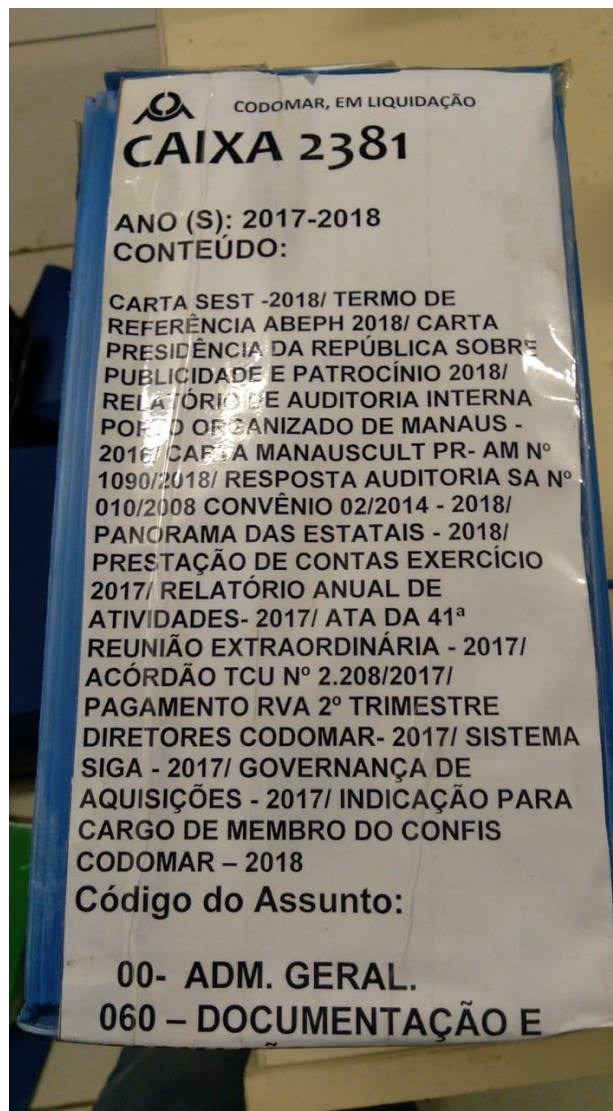 CODOMAR, EM LIQUIDAÇÃO
CAIXA 2381
ANO (S): 2017-2018
CONTEÚDO:
CARTA SEST -2018/ TERMO DE
REFERÊNCIA ABEPH 2018/ CARTA
PRESIDÊNCIA DA REPÚBLICA SOBRE
PUBLICIDADE E PATROCÍNIO 2018/
RELATÓRIO DE AUDITORIA INTERNA
PORTO ORGANIZADO DE MANAUS -
2016/ CARTA MANAUSCULT PR- AM Nº
1090/2018/ RESPOSTA AUDITORIA SA Nº
010/2008 CONVÊNIO 02/2014 - 2018/
PANORAMA DAS ESTATAIS - 2018/
PRESTAÇÃO DE CONTAS EXERCÍCIO
2017/ RELATÓRIO ANUAL DE
ATIVIDADES- 2017/ ATA DA 41ª
REUNIÃO EXTRAORDINÁRIA - 2017/
ACÓRDÃO TCU Nº 2.208/2017/
PAGAMENTO RVA 2º TRIMESTRE
DIRETORES CODOMAR- 2017/ SISTEMA
SIGA - 2017/ GOVERNANÇA DE
AQUISIÇÕES - 2017/ INDICAÇÃO PARA
CARGO DE MEMBRO DO CONFIS
CODOMAR – 2018
Código do Assunto:
00- ADM. GERAL.
060 – DOCUMENTAÇÃO E